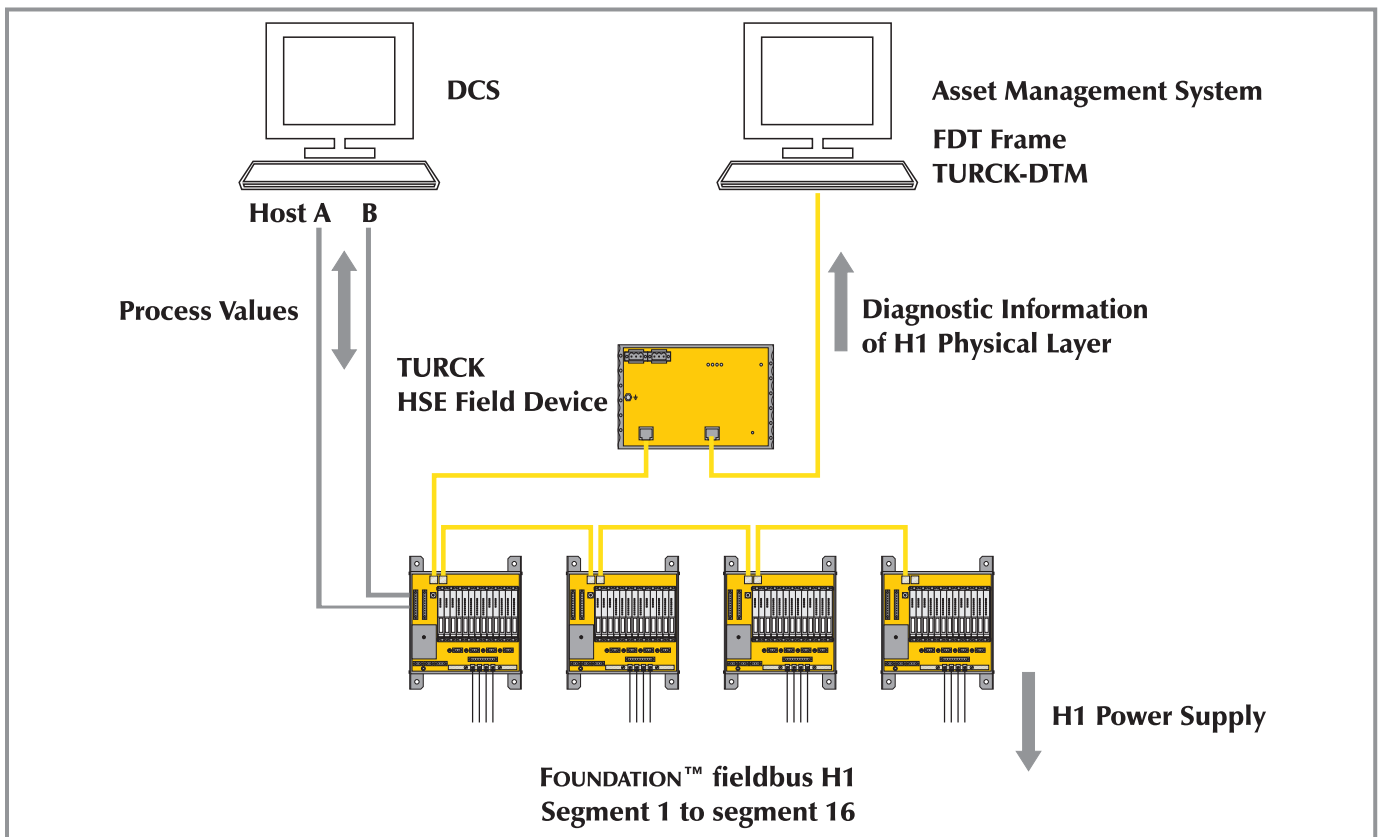 DCS
Asset Management System
FDT Frame
TURCK-DTM
Host A B
Process Values
Diagnostic Information
of H1 Physical Layer
TURCK
HSE Field Device
H1 Power Supply
FOUNDATION™ fieldbus H1
Segment 1 to segment 16